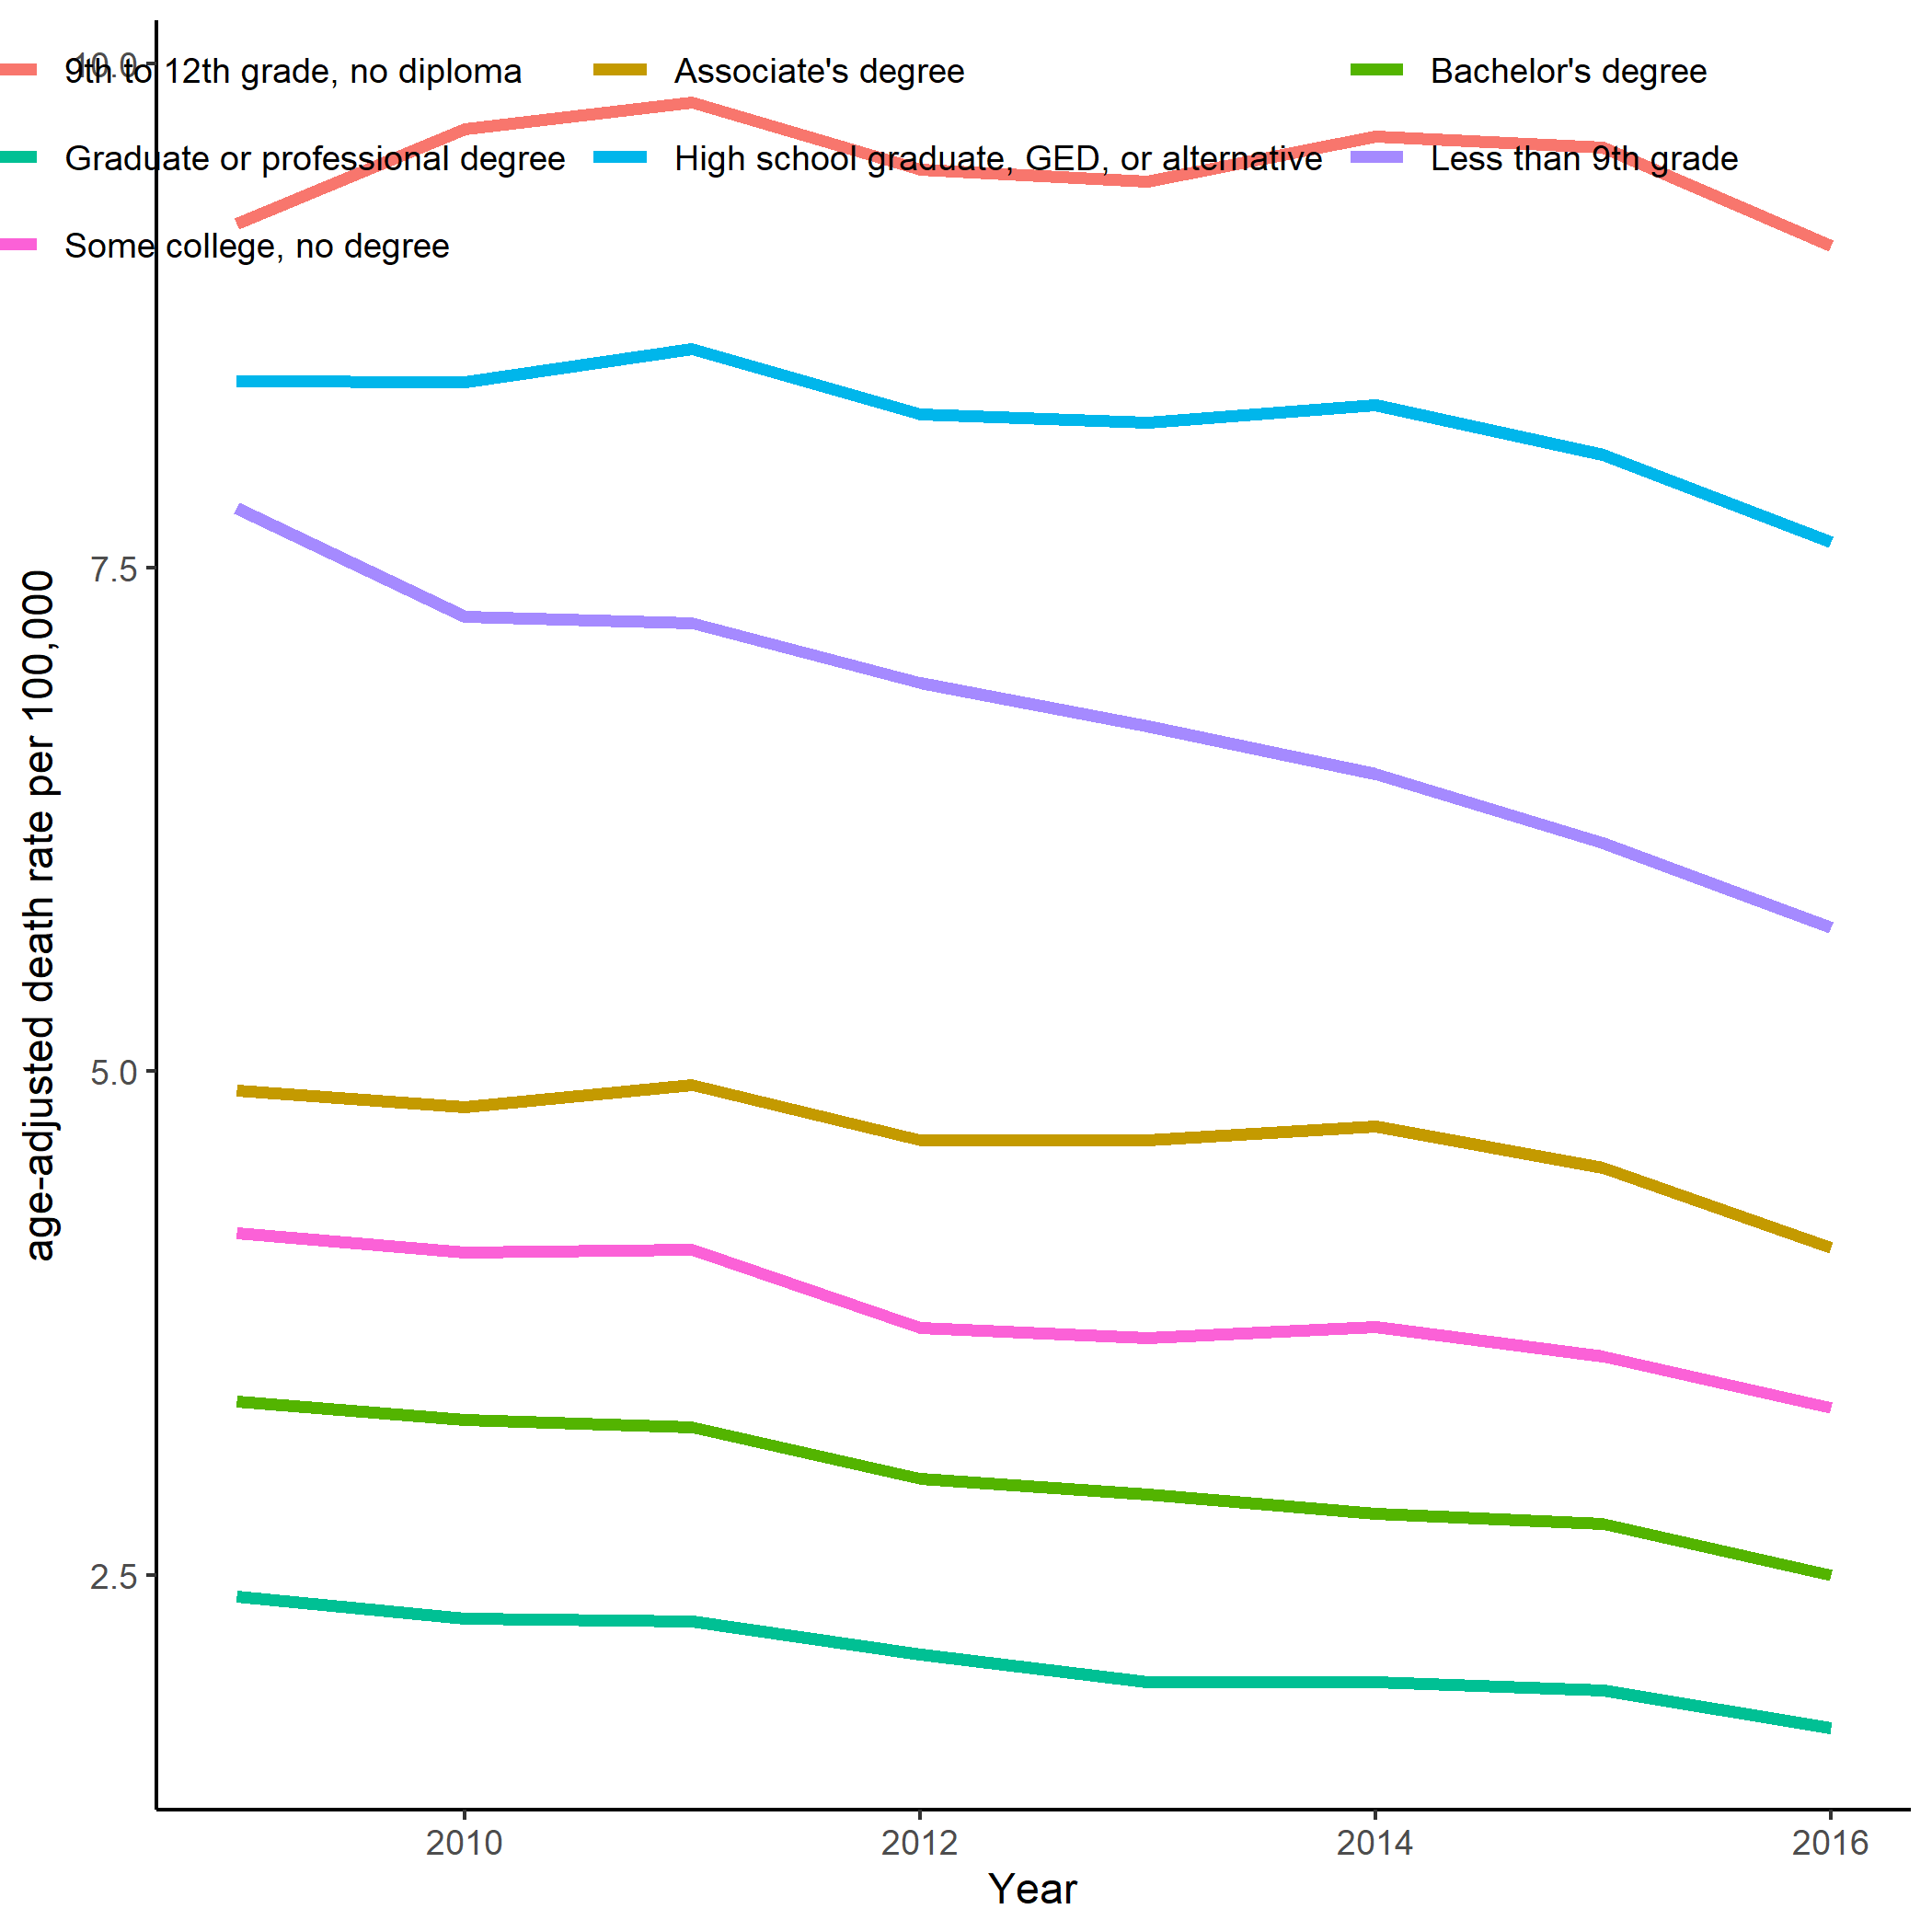 10.0
9th to 12th grade, no diploma
Associate's degree
Bachelor's degree
Graduate or professional degree
High school graduate, GED, or alternative
Less than 9th grade
Some college, no degree
7.5
5.0
2.5
age-adjusted death rate per 100,000
2010
2012
2014
2016
Year